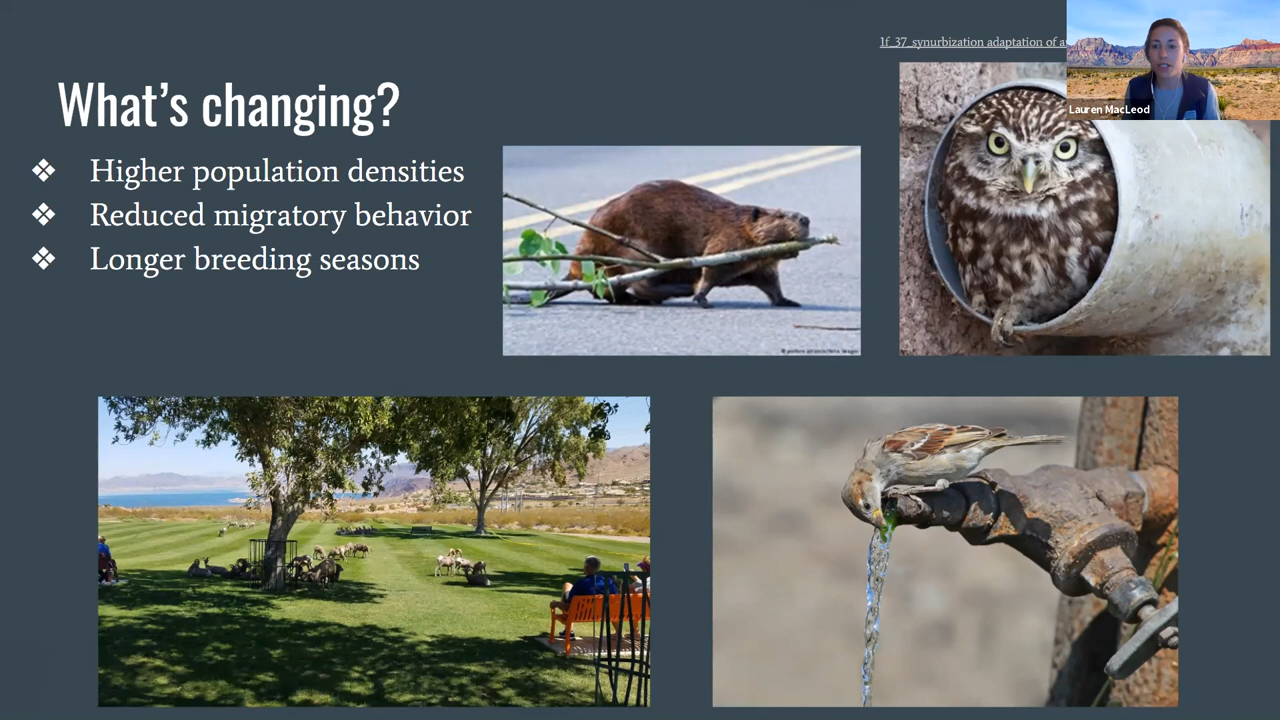 1f_37_synurbization adaptation of
Lauren MacLeod
What's changing?
❖ Higher population densities
❖ Reduced migratory behavior
❖ Longer breeding seasons